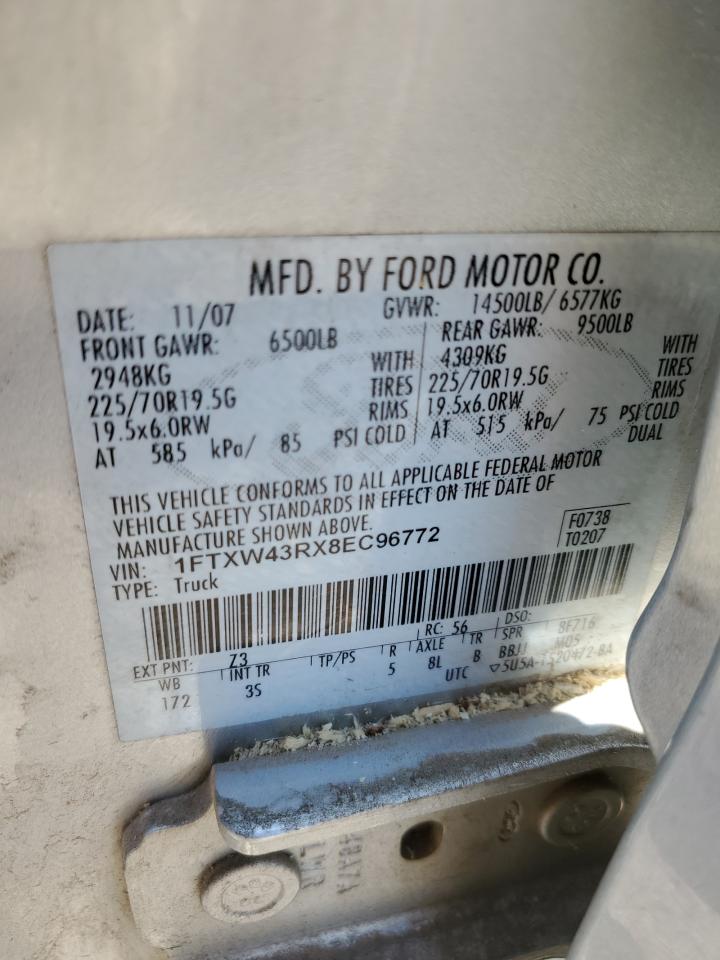 MFD. BY FORD MOTOR CO.
DATE: 11/07 GVWR: 14500LB/ 6577KG
FRONT GAWR: 6500LB REAR GAWR: 9500LB
2948KG WITH 4309KG WITH
225/70R19.5G TIRES 225/70R19.5G TIRES
19.5x6.0RW RIMS 19.5x6.0RW RIMS
AT 585 kPa/ 85 PSI COLD AT 515 kPa/ 75 PSI COLD
DUAL
THIS VEHICLE CONFORMS TO ALL APPLICABLE FEDERAL MOTOR
VEHICLE SAFETY STANDARDS IN EFFECT ON THE DATE OF
MANUFACTURE SHOWN ABOVE.
VIN: 1FTXW43RX8EC96772 F0738
TYPE: Truck T0207
EXT PNT: Z3 RC: 56 DSO:
WB INT TR TP/PS R AXLE TR SPR 8F716
172 3S 5 8L B BBJJ M05
UTC